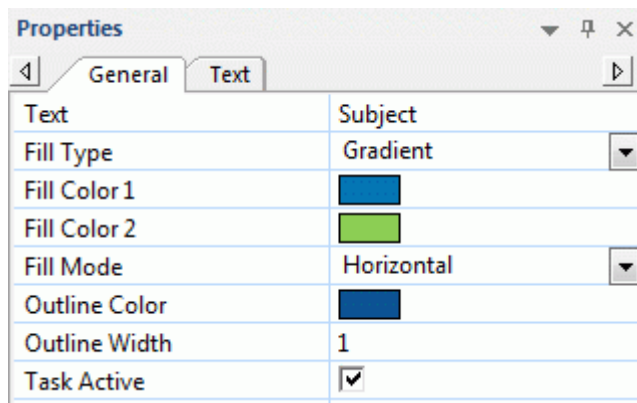 Properties
General Text
Text Subject
Fill Type Gradient
Fill Color 1
Fill Color 2
Fill Mode Horizontal
Outline Color
Outline Width 1
Task Active